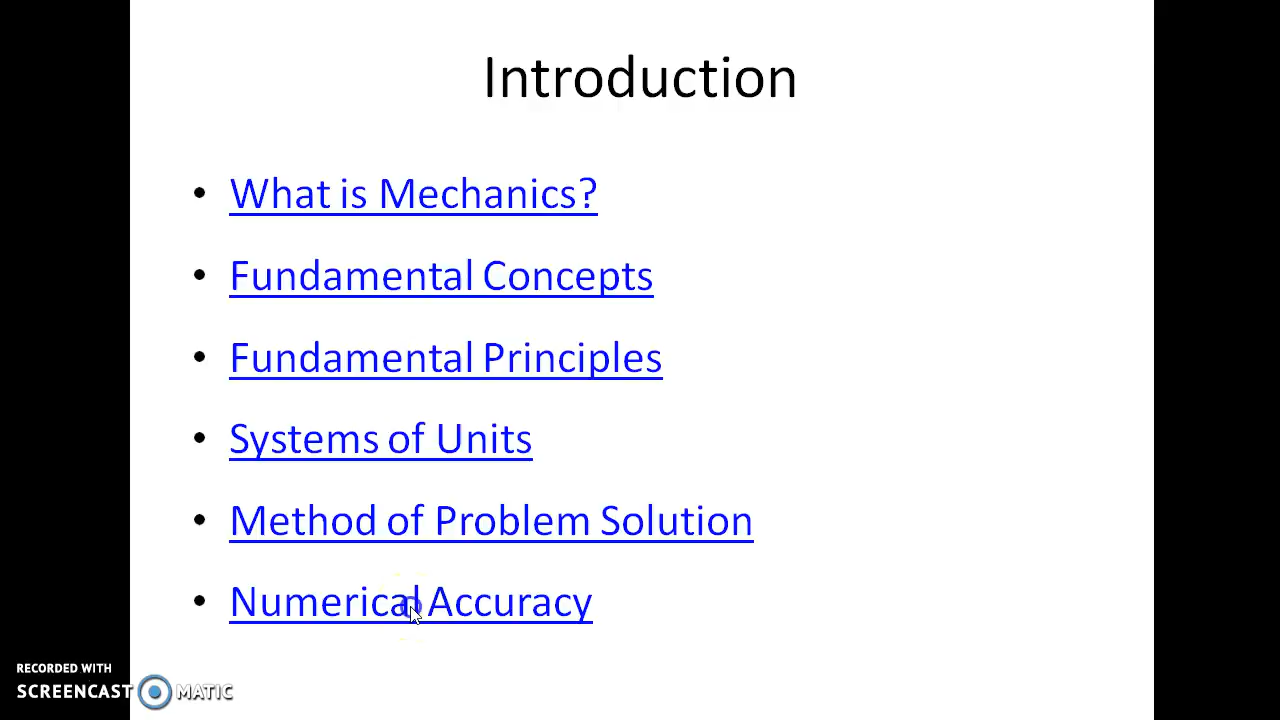 Introduction
• What is Mechanics?
• Fundamental Concepts
• Fundamental Principles
• Systems of Units
• Method of Problem Solution
• Numerical Accuracy
RECORDED WITH
SCREENCAST MATIC